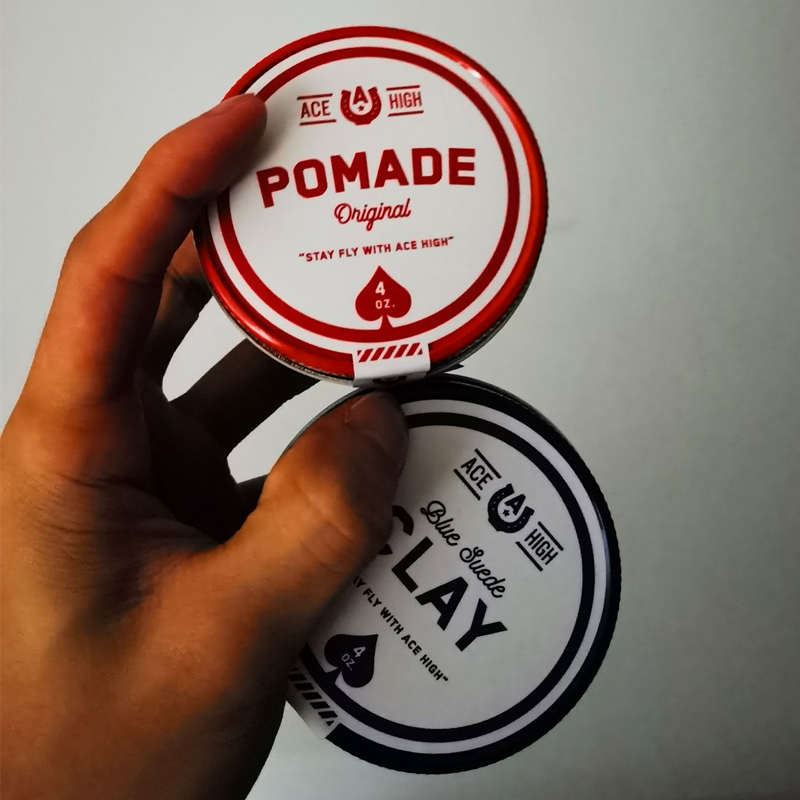 ACE A HIGH
POMADE
Original
"STAY FLY WITH ACE HIGH"
4
OZ.
ACE A HIGH
Blue Suede
CLAY
AY FLY WITH ACE HIGH"
4
OZ.